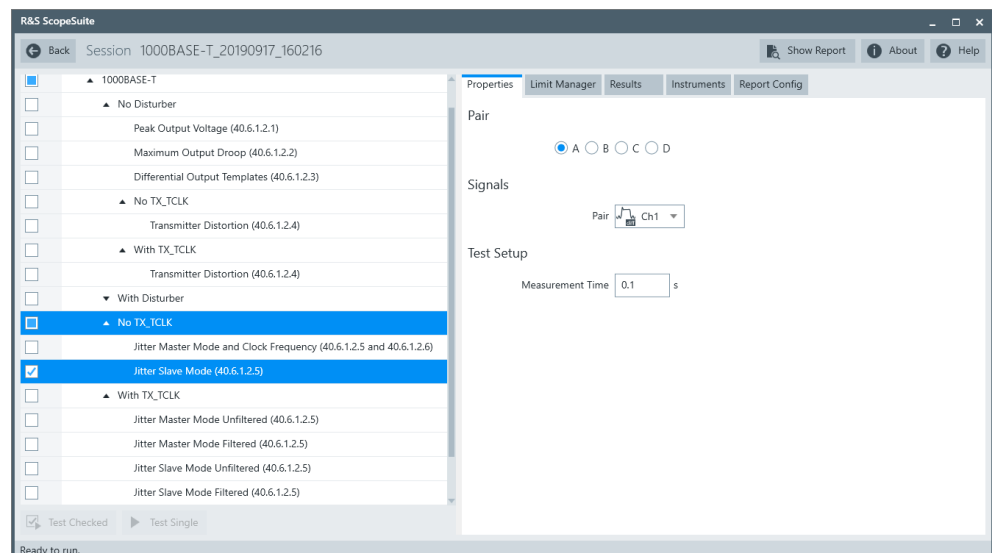 R&S ScopeSuite
Back Session 1000BASE-T_20190917_160216 Show Report About Help
1000BASE-T
No Disturber
Peak Output Voltage (40.6.1.2.1)
Maximum Output Droop (40.6.1.2.2)
Differential Output Templates (40.6.1.2.3)
No TX_TCLK
Transmitter Distortion (40.6.1.2.4)
With TX_TCLK
Transmitter Distortion (40.6.1.2.4)
With Disturber
No TX_TCLK
Jitter Master Mode and Clock Frequency (40.6.1.2.5 and 40.6.1.2.6)
Jitter Slave Mode (40.6.1.2.5)
With TX_TCLK
Jitter Master Mode Unfiltered (40.6.1.2.5)
Jitter Master Mode Filtered (40.6.1.2.5)
Jitter Slave Mode Unfiltered (40.6.1.2.5)
Jitter Slave Mode Filtered (40.6.1.2.5)
Test Checked Test Single
Properties Limit Manager Results Instruments Report Config
Pair
A B C D
Signals
Pair diff Ch1
Test Setup
Measurement Time 0.1 s
Ready to run.